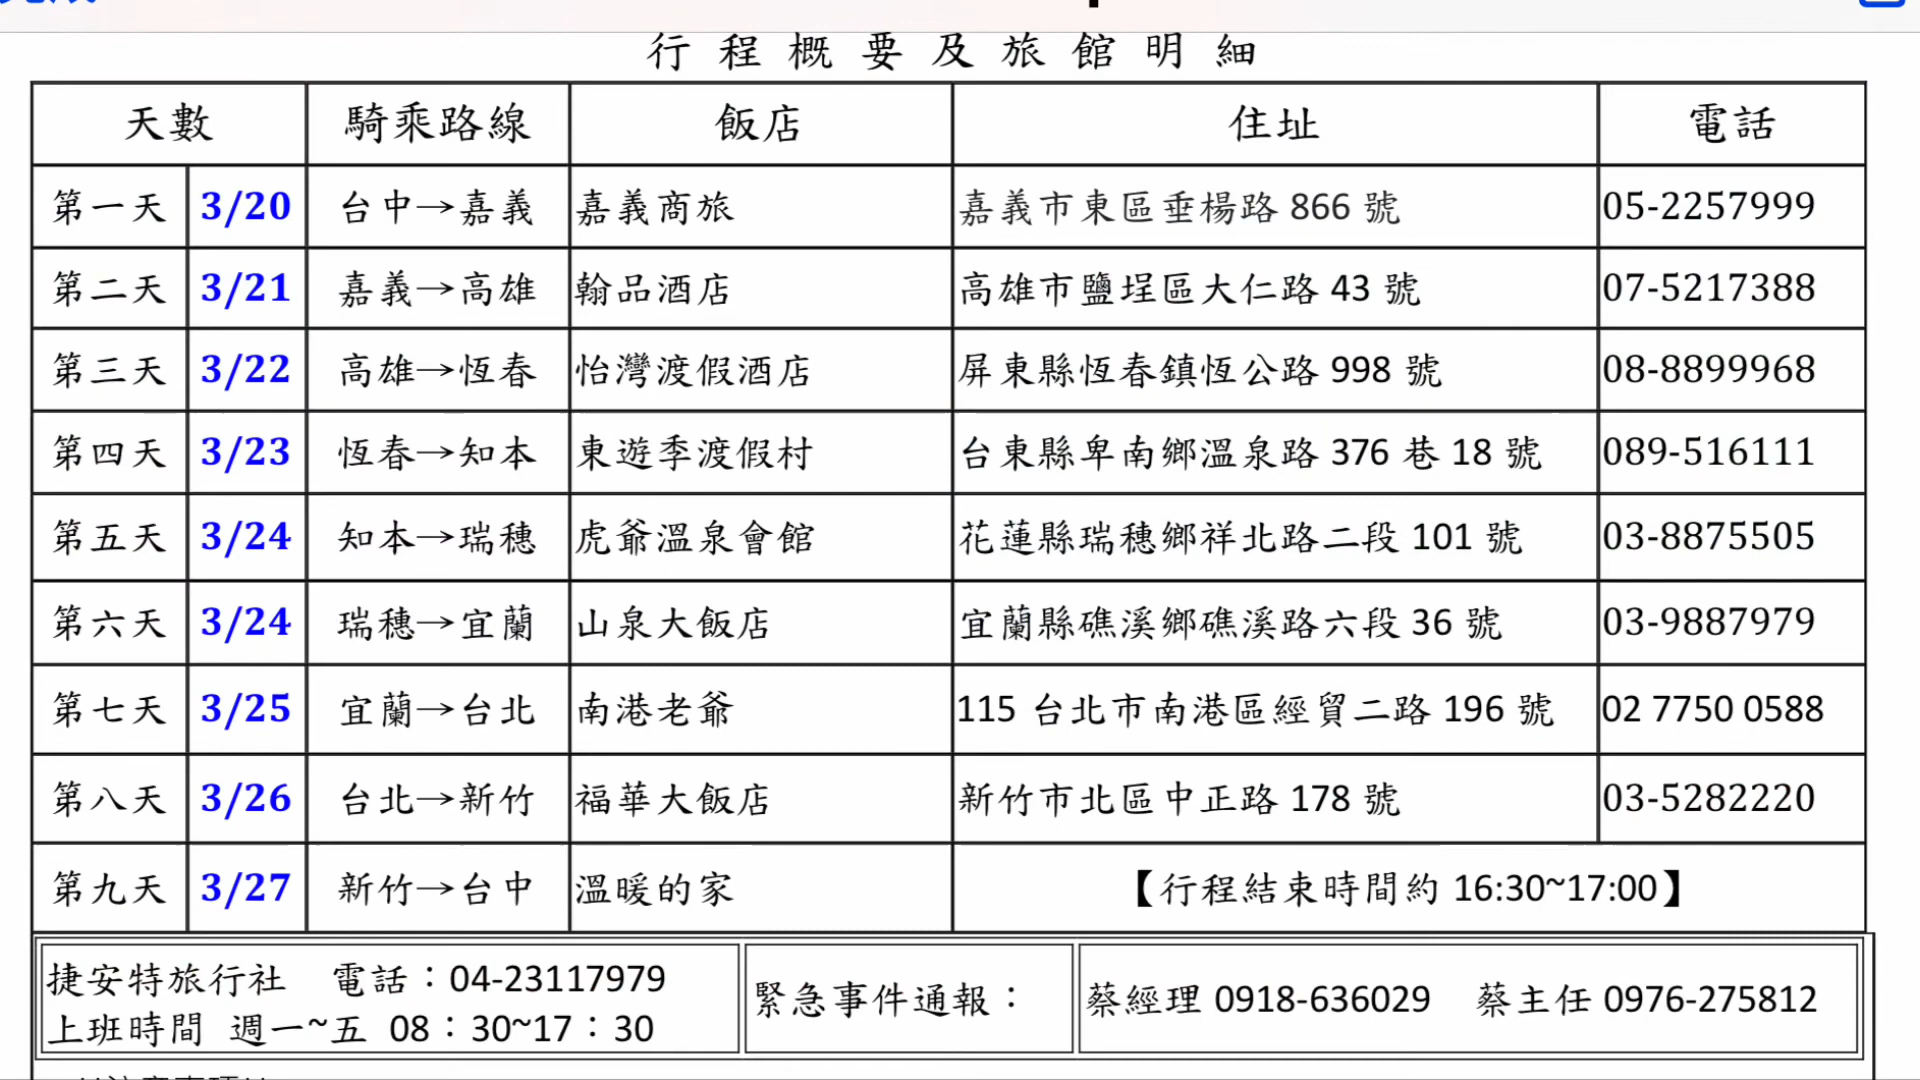 行程概要及旅館明細
天數 騎乘路線 飯店 住址 電話
第一天 3/20 台中→嘉義 嘉義商旅 嘉義市東區垂楊路 866 號 05-2257999
第二天 3/21 嘉義→高雄 翰品酒店 高雄市鹽埕區大仁路 43 號 07-5217388
第三天 3/22 高雄→恆春 怡灣渡假酒店 屏東縣恆春鎮恆公路 998 號 08-8899968
第四天 3/23 恆春→知本 東遊季渡假村 台東縣卑南鄉溫泉路 376 巷 18 號 089-516111
第五天 3/24 知本→瑞穗 虎爺溫泉會館 花蓮縣瑞穗鄉祥北路二段 101 號 03-8875505
第六天 3/24 瑞穗→宜蘭 山泉大飯店 宜蘭縣礁溪鄉礁溪路六段 36 號 03-9887979
第七天 3/25 宜蘭→台北 南港老爺 115 台北市南港區經貿二路 196 號 02 7750 0588
第八天 3/26 台北→新竹 福華大飯店 新竹市北區中正路 178 號 03-5282220
第九天 3/27 新竹→台中 溫暖的家 【行程結束時間約 16:30~17:00】
捷安特旅行社 電話：04-23117979
上班時間 週一~五 08：30~17：30
緊急事件通報：
蔡經理 0918-636029 蔡主任 0976-275812